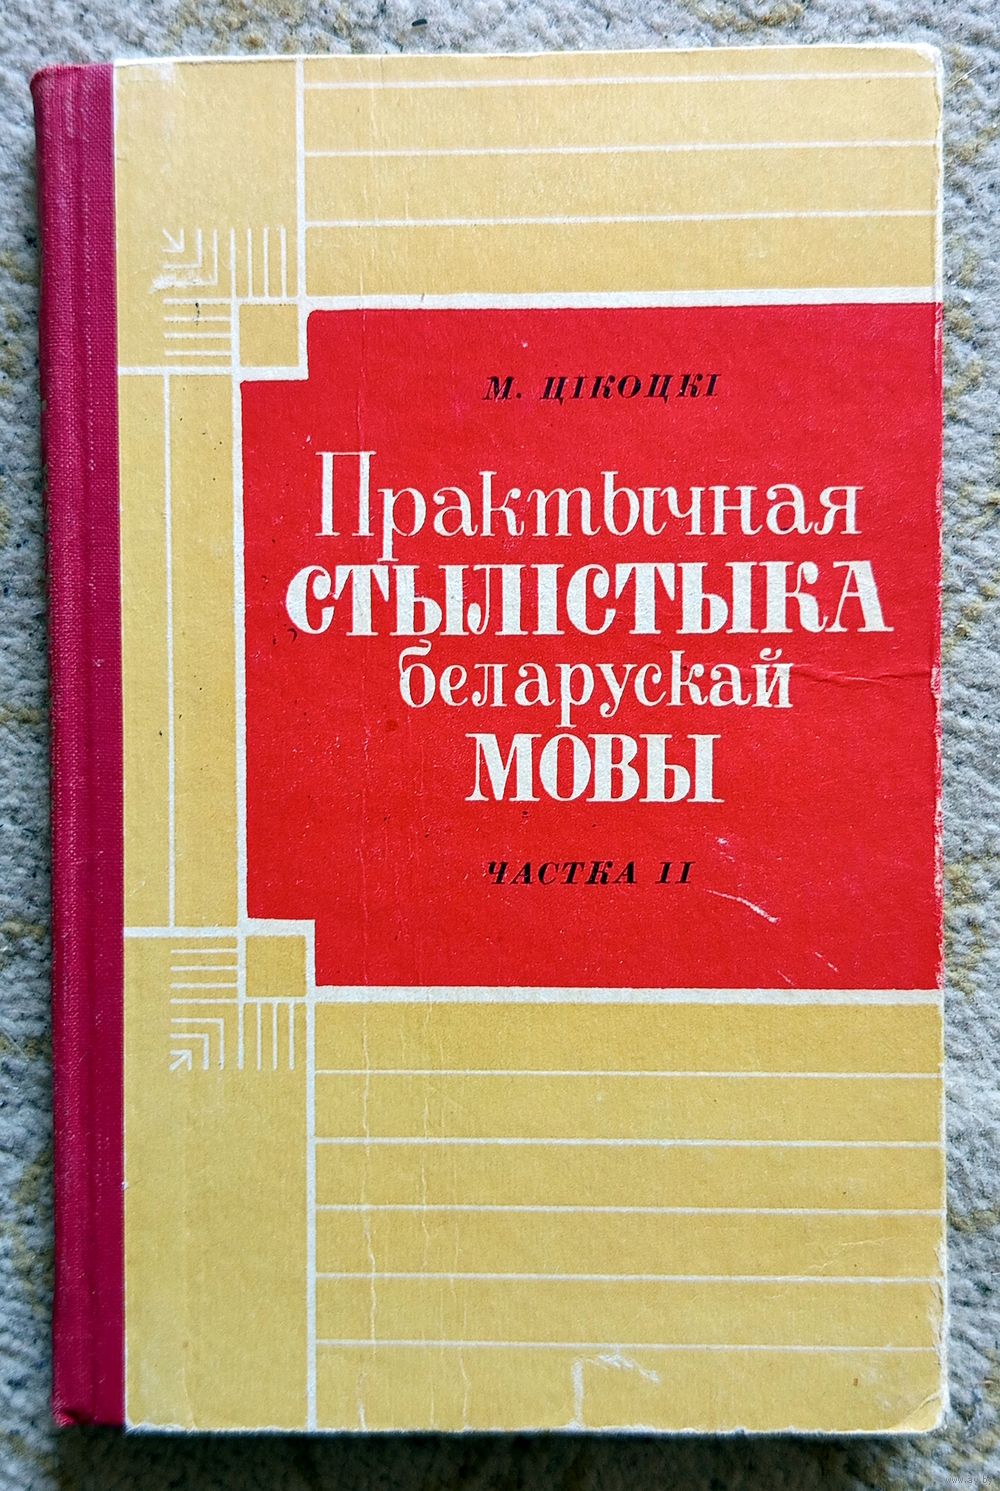 М. ЦІКОЦКІ
Практычная
СТЫЛІСТЫКА
беларускай
МОВЫ
ЧАСТКА II